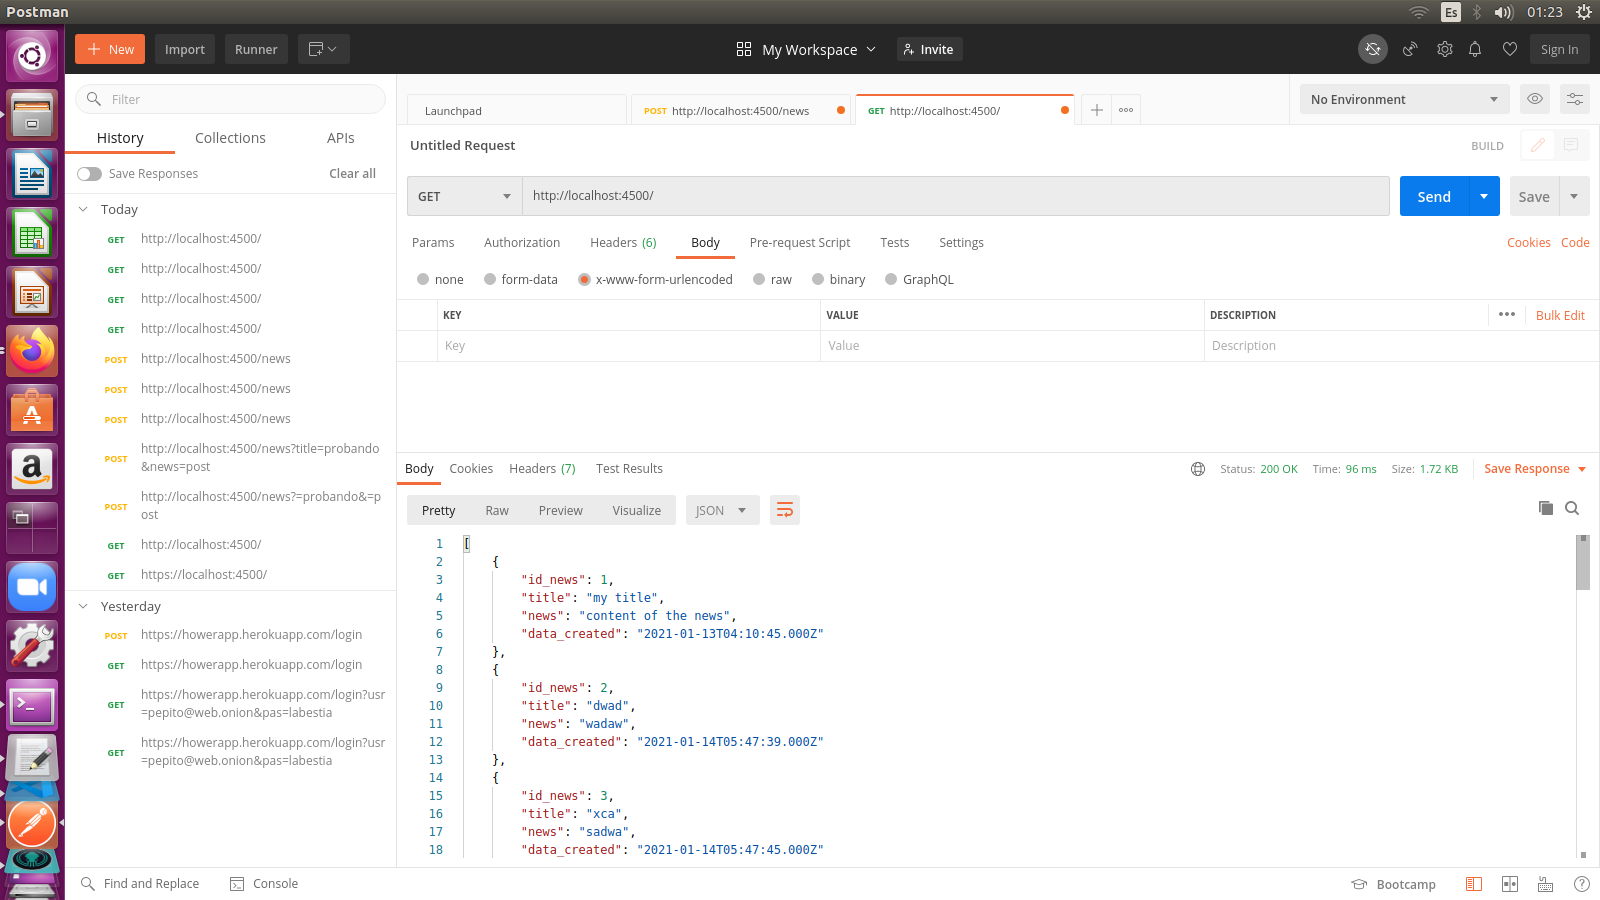 Postman
Es
01:23
New
Import
Runner
My Workspace
Invite
Sign In
Filter
History
Collections
APIs
Save Responses
Clear all
Today
GET http://localhost:4500/
GET http://localhost:4500/
GET http://localhost:4500/
GET http://localhost:4500/
POST http://localhost:4500/news
POST http://localhost:4500/news
POST http://localhost:4500/news
POST http://localhost:4500/news?title=probando
&news=post
POST http://localhost:4500/news?=probando&=p
ost
GET http://localhost:4500/
GET https://localhost:4500/
Yesterday
POST https://howerapp.herokuapp.com/login
GET https://howerapp.herokuapp.com/login
GET https://howerapp.herokuapp.com/login?usr
=pepito@web.onion&pas=labestia
GET https://howerapp.herokuapp.com/login?usr
=pepito@web.onion&pas=labestia
Launchpad
POST http://localhost:4500/news
GET http://localhost:4500/
No Environment
Untitled Request
BUILD
GET
http://localhost:4500/
Send
Save
Params
Authorization
Headers (6)
Body
Pre-request Script
Tests
Settings
Cookies
Code
none
form-data
x-www-form-urlencoded
raw
binary
GraphQL
KEY
VALUE
DESCRIPTION
Bulk Edit
Key
Value
Description
Body
Cookies
Headers (7)
Test Results
Status: 200 OK
Time: 96 ms
Size: 1.72 KB
Save Response
Pretty
Raw
Preview
Visualize
JSON
1 [
2 {
3 "id_news": 1,
4 "title": "my title",
5 "news": "content of the news",
6 "data_created": "2021-01-13T04:10:45.000Z"
7 },
8 {
9 "id_news": 2,
10 "title": "dwad",
11 "news": "wadaw",
12 "data_created": "2021-01-14T05:47:39.000Z"
13 },
14 {
15 "id_news": 3,
16 "title": "xca",
17 "news": "sadwa",
18 "data_created": "2021-01-14T05:47:45.000Z"
Find and Replace
Console
Bootcamp